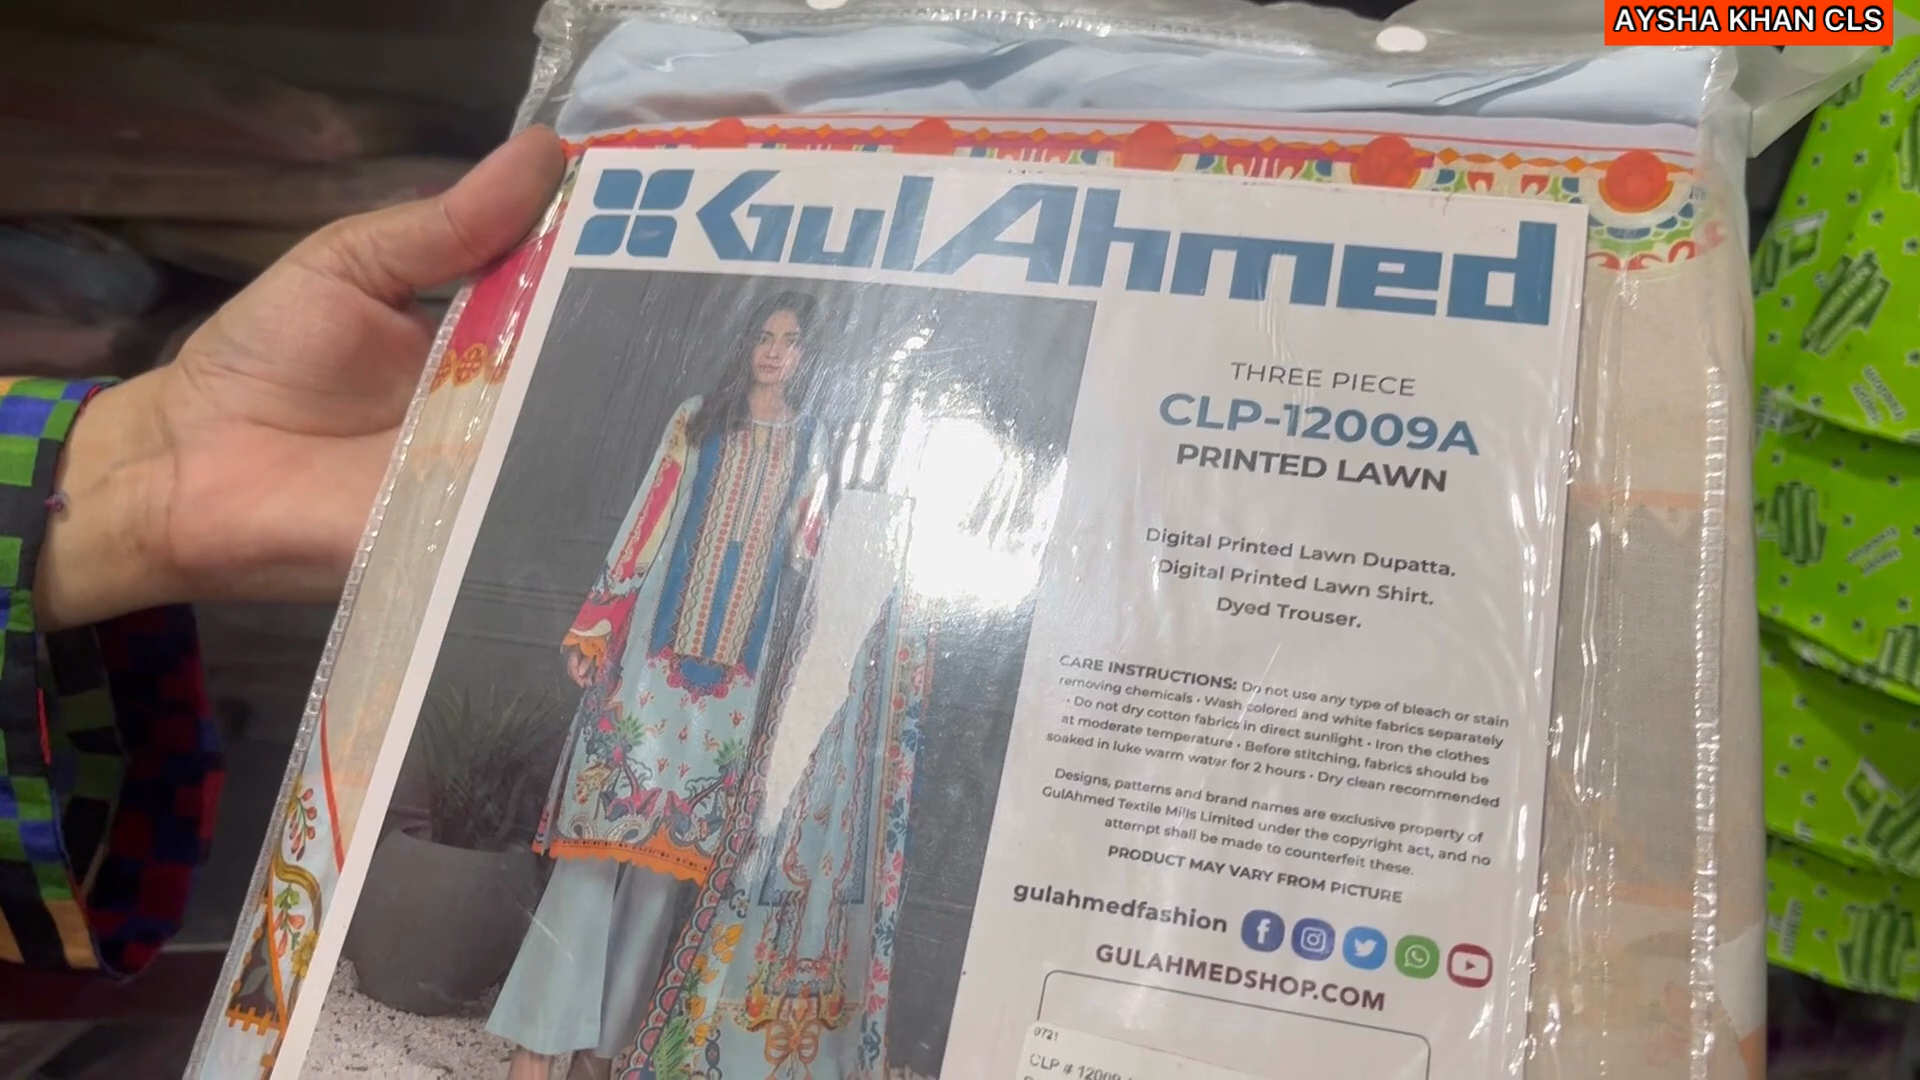 AYSHA KHAN CLS
GulAhmed
THREE PIECE
CLP-12009A
PRINTED LAWN
Digital Printed Lawn Dupatta.
Digital Printed Lawn Shirt.
Dyed Trouser.
CARE INSTRUCTIONS: Do not use any type of bleach or stain
removing chemicals • Wash colored and white fabrics separately
• Do not dry cotton fabrics in direct sunlight • Iron the clothes
at moderate temperature • Before stitching, fabrics should be
soaked in luke warm water for 2 hours • Dry clean recommended
Designs, patterns and brand names are exclusive property of
GulAhmed Textile Mills Limited under the copyright act, and no
attempt shall be made to counterfeit these.
PRODUCT MAY VARY FROM PICTURE
gulahmedfashion
GULAHMEDSHOP.COM
0721
CLP # 12009